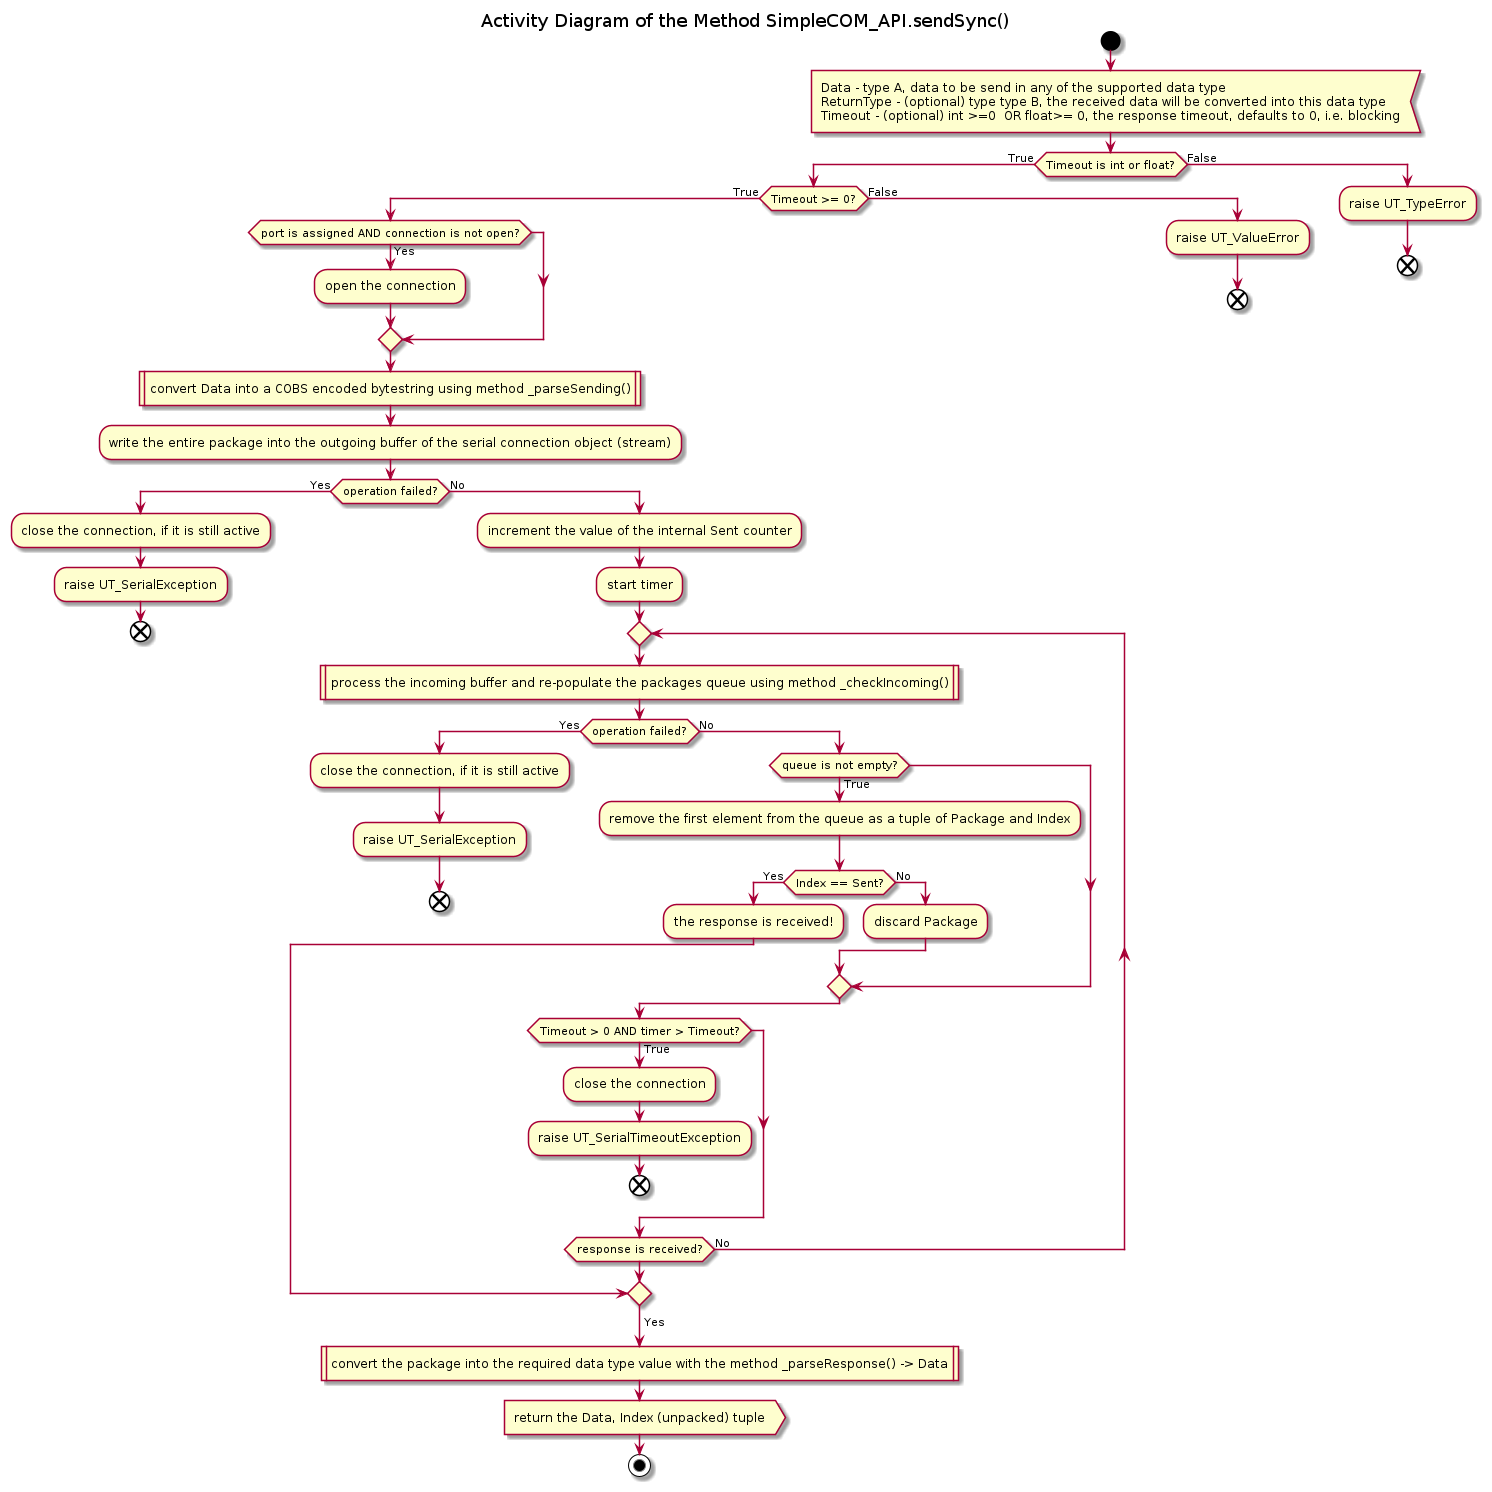 Activity Diagram of the Method SimpleCOM_API.sendSync()
Data - type A, data to be send in any of the supported data type
ReturnType - (optional) type type B, the received data will be converted into this data type
Timeout - (optional) int >=0  OR float>= 0, the response timeout, defaults to 0, i.e. blocking
True
Timeout is int or float?
False
True
Timeout >= 0?
False
raise UT_TypeError
port is assigned AND connection is not open?
raise UT_ValueError
Yes
open the connection
convert Data into a COBS encoded bytestring using method _parseSending()
write the entire package into the outgoing buffer of the serial connection object (stream)
Yes
operation failed?
No
close the connection, if it is still active
increment the value of the internal Sent counter
raise UT_SerialException
start timer
process the incoming buffer and re-populate the packages queue using method _checkIncoming()
Yes
operation failed?
No
close the connection, if it is still active
queue is not empty?
True
remove the first element from the queue as a tuple of Package and Index
raise UT_SerialException
Yes
Index == Sent?
No
the response is received!
discard Package
Timeout > 0 AND timer > Timeout?
True
close the connection
raise UT_SerialTimeoutException
response is received?
No
Yes
convert the package into the required data type value with the method _parseResponse() -> Data
return the Data, Index (unpacked) tuple